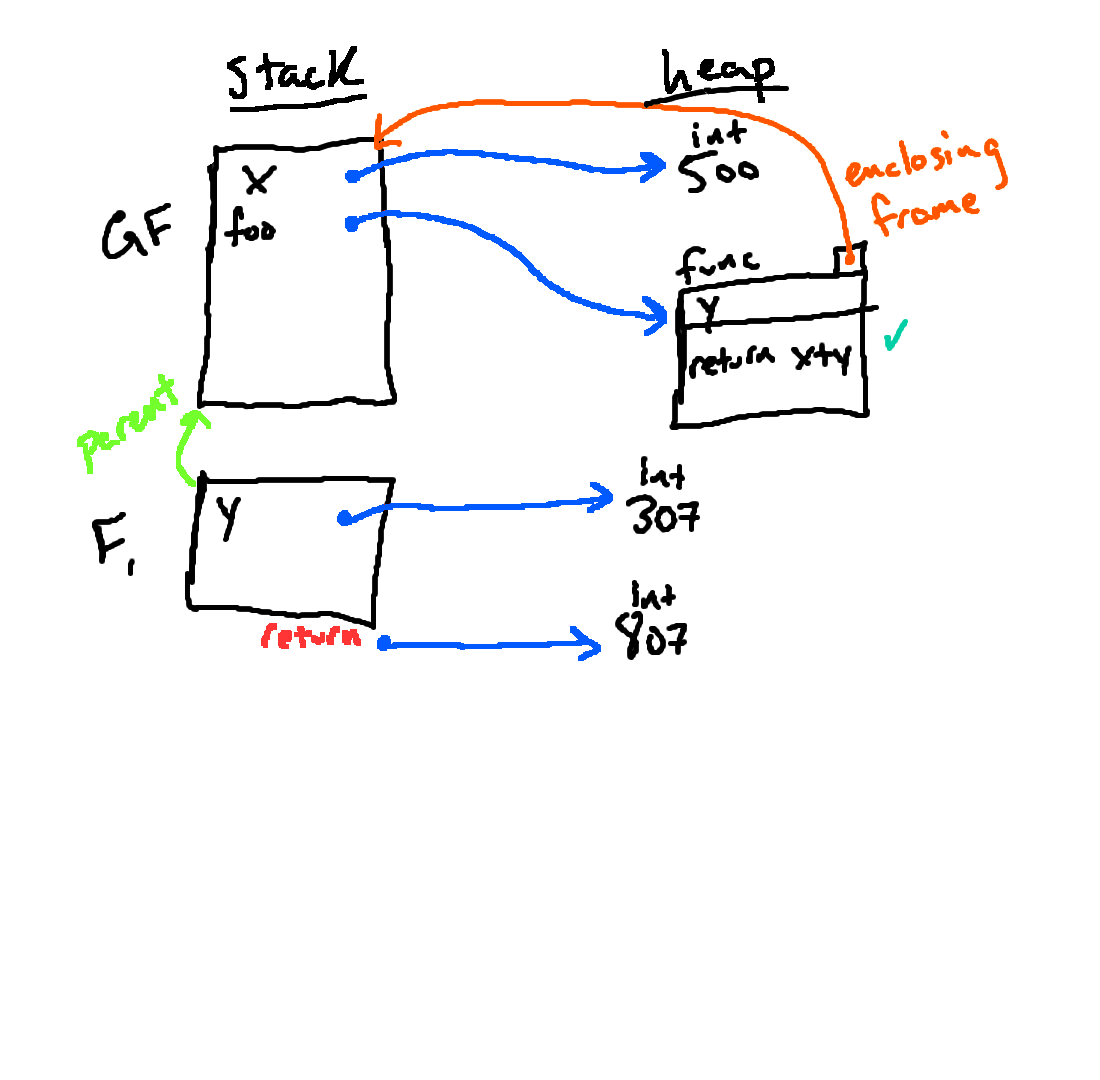 stack
heap
GF
x
foo
int
500
enclosing
frame
func
y
return x+y
✓
parent
F1
y
int
307
return
int
807